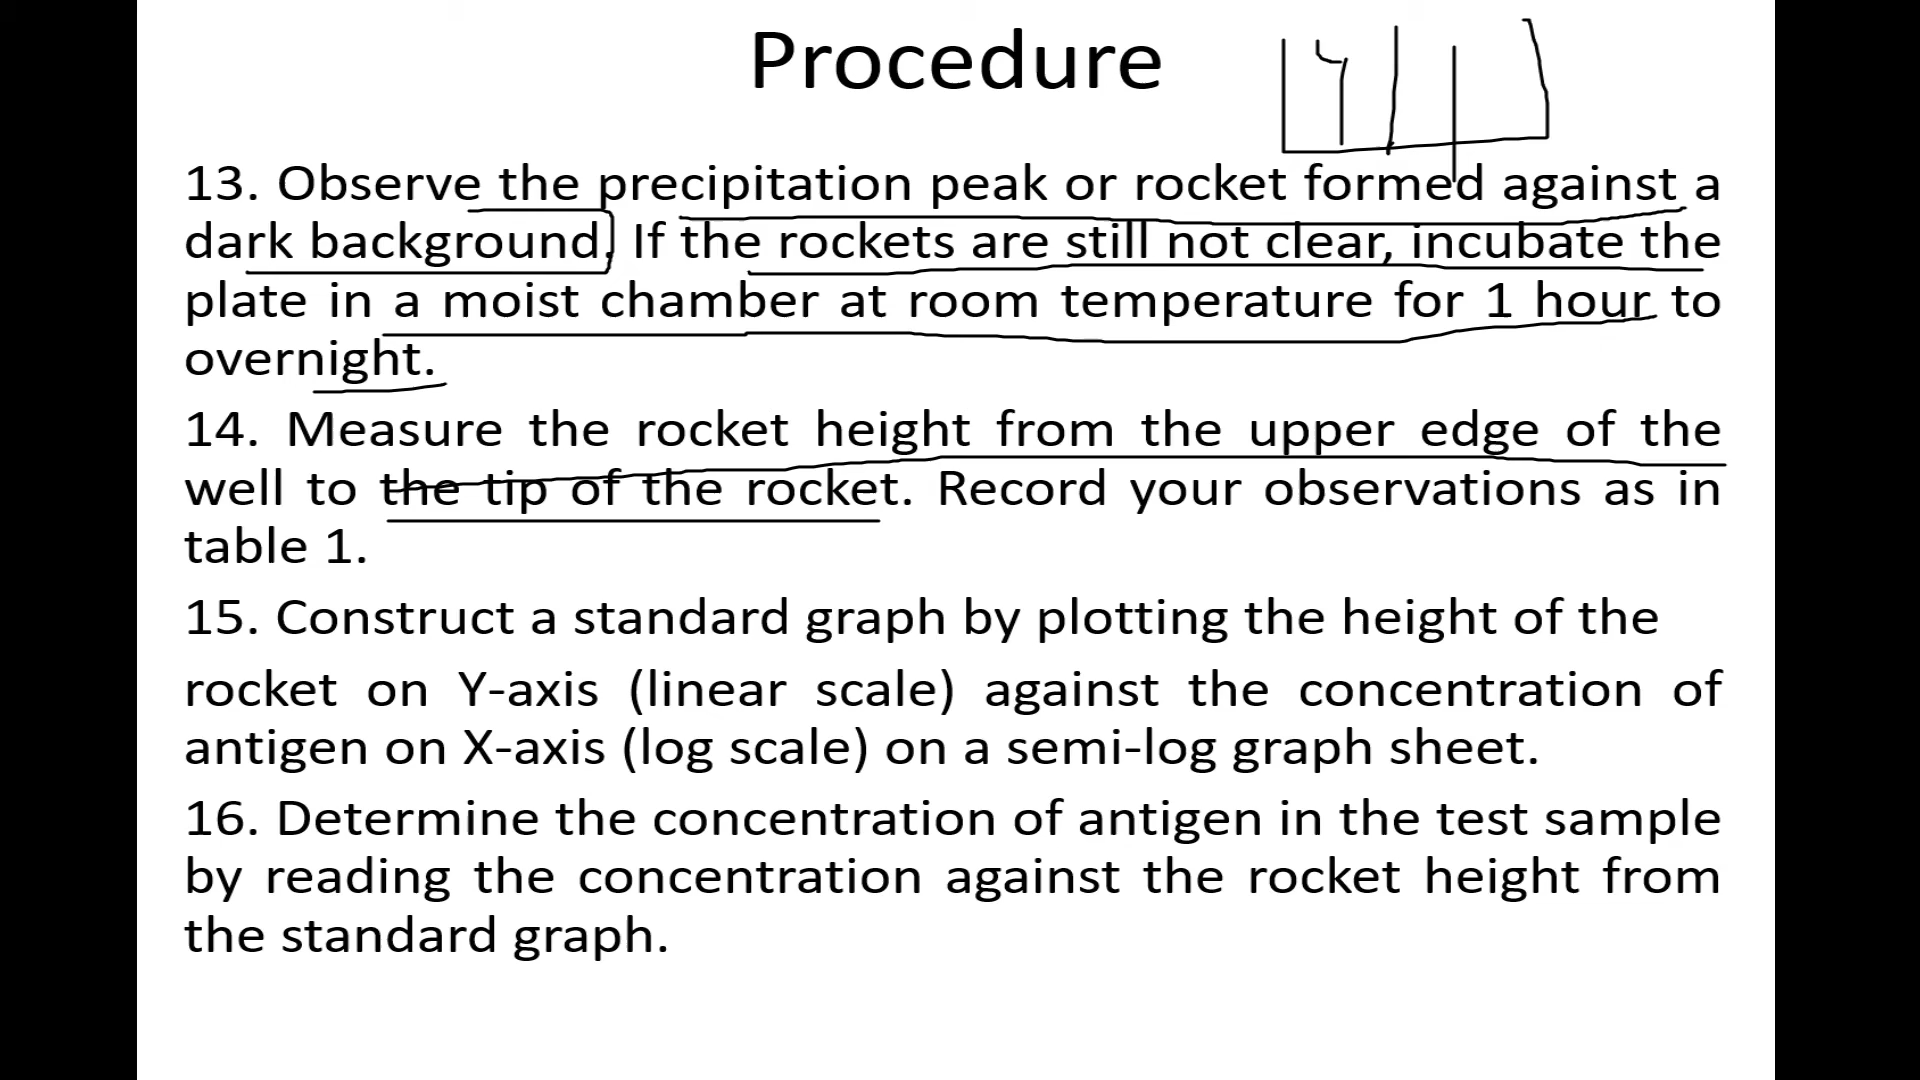 Procedure
13. Observe the precipitation peak or rocket formed against a
dark background. If the rockets are still not clear, incubate the
plate in a moist chamber at room temperature for 1 hour to
overnight.
14. Measure the rocket height from the upper edge of the
well to the tip of the rocket. Record your observations as in
table 1.
15. Construct a standard graph by plotting the height of the
rocket on Y-axis (linear scale) against the concentration of
antigen on X-axis (log scale) on a semi-log graph sheet.
16. Determine the concentration of antigen in the test sample
by reading the concentration against the rocket height from
the standard graph.